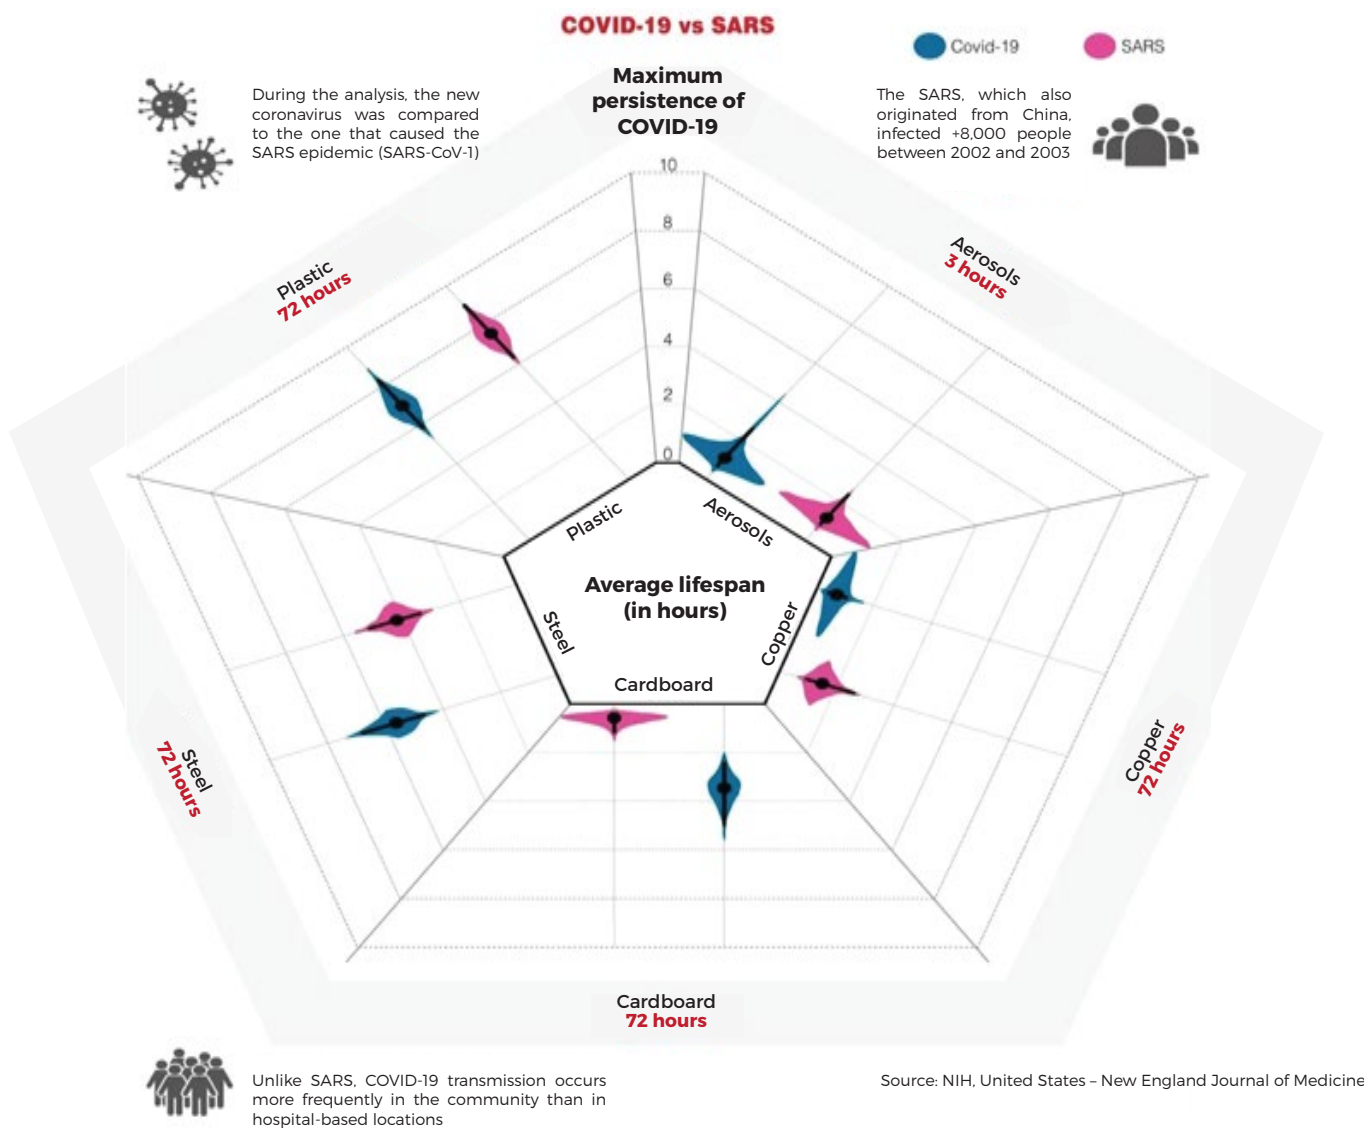 COVID-19 vs SARS
Covid-19
SARS
During the analysis, the new
coronavirus was compared
to the one that caused the
SARS epidemic (SARS-CoV-1)
Maximum
persistence of
COVID-19
The SARS, which also
originated from China,
infected +8,000 people
between 2002 and 2003
10
8
6
4
2
0
Plastic
72 hours
Aerosols
3 hours
Plastic
Aerosols
Average lifespan
(in hours)
Steel
Copper
Cardboard
Steel
72 hours
Copper
72 hours
Cardboard
72 hours
Unlike SARS, COVID-19 transmission occurs
more frequently in the community than in
hospital-based locations
Source: NIH, United States – New England Journal of Medicine